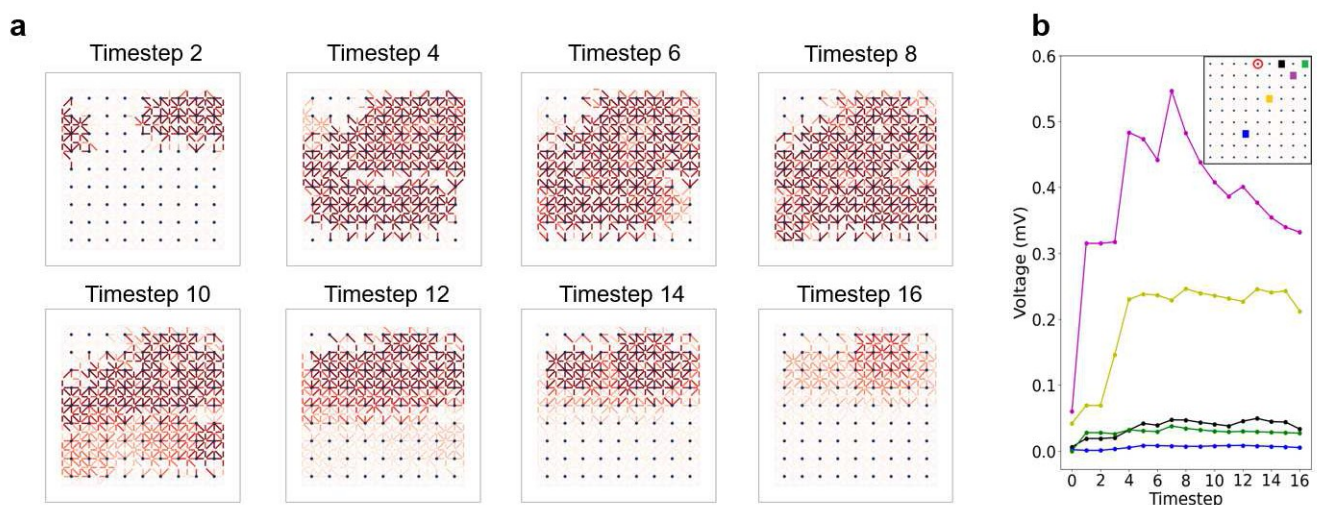 a
Timestep 2
Timestep 4
Timestep 6
Timestep 8
Timestep 10
Timestep 12
Timestep 14
Timestep 16
b
0.6
0.5
0.4
0.3
0.2
0.1
0.0
Voltage (mV)
0 2 4 6 8 10 12 14 16
Timestep